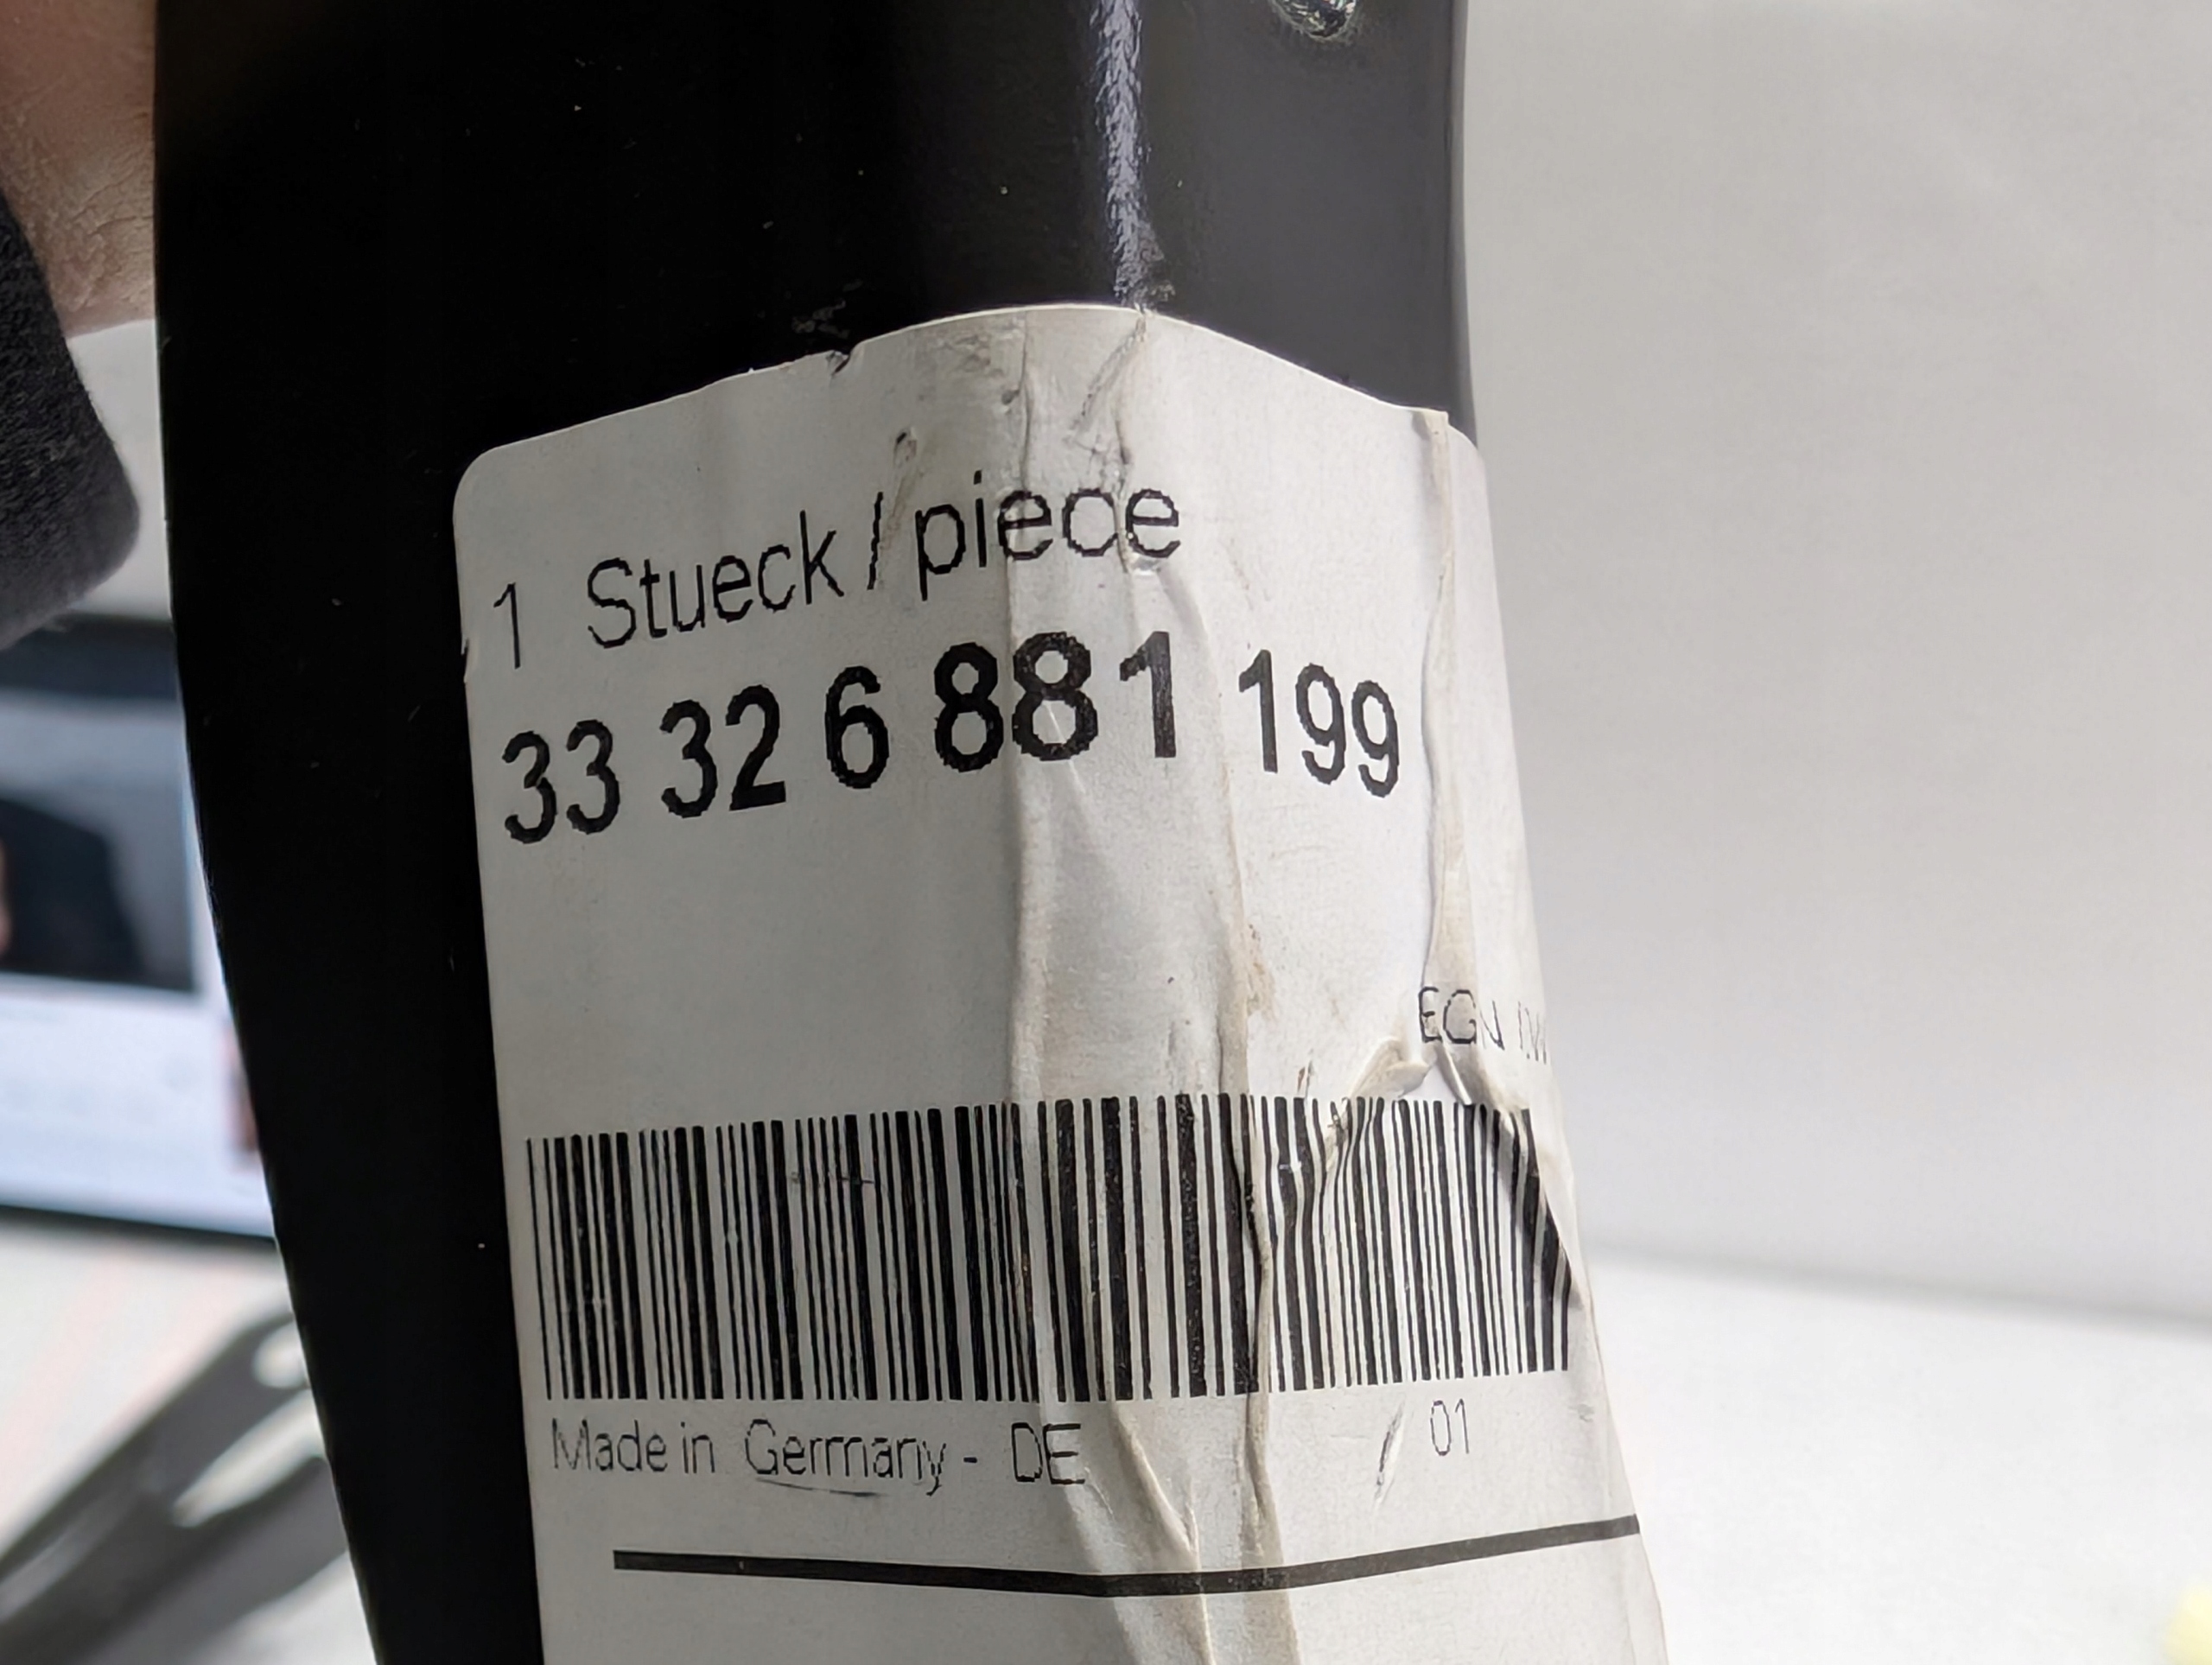 1 Stueck / piece
33 32 6 881 199
Made in Germany - DE / 01